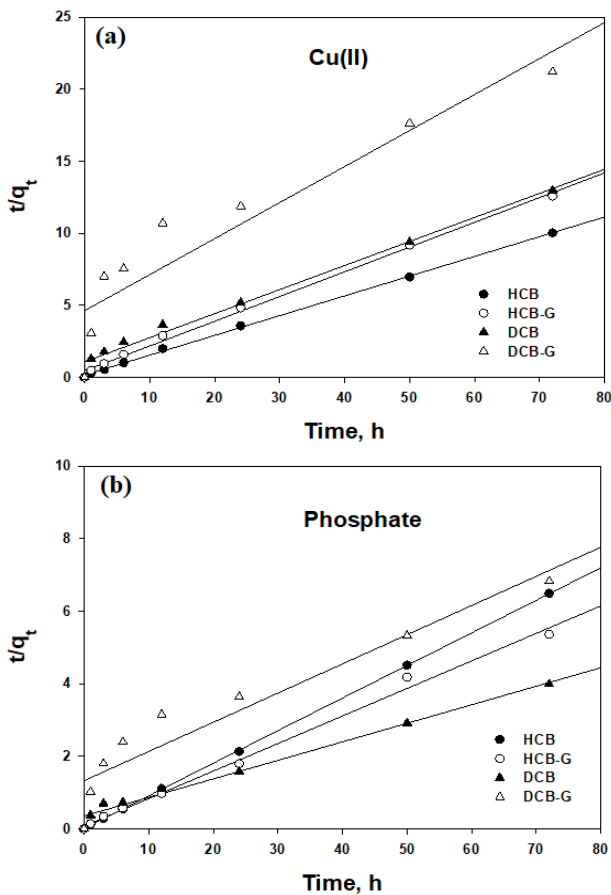 25
(a)
Cu(II)
20
15
t/qt
10
HCB
HCB-G
5
DCB
DCB-G
0
0 10 20 30 40 50 60 70 80
Time, h
10
(b)
Phosphate
8
6
t/qt
4
HCB
2
HCB-G
DCB
DCB-G
0
0 10 20 30 40 50 60 70 80
Time, h